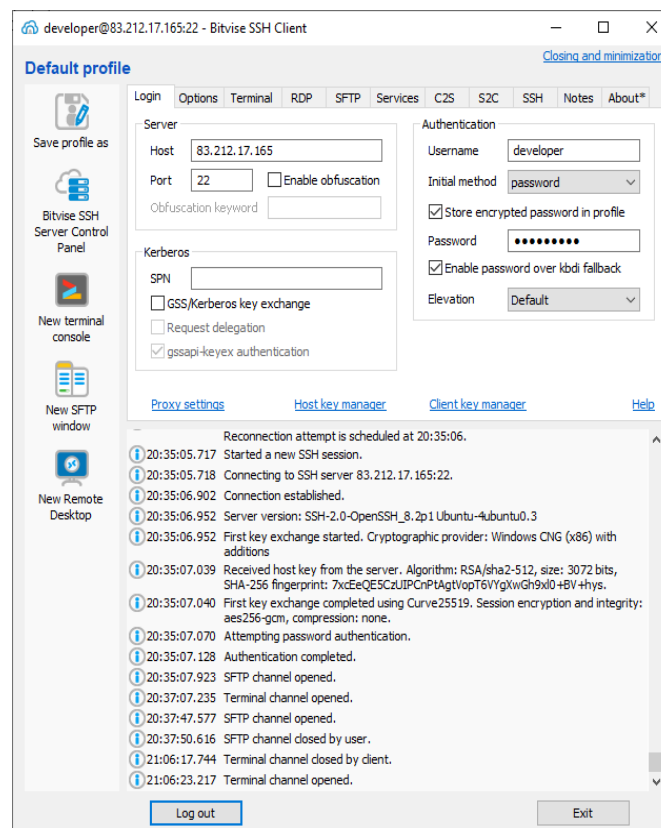 developer@83.212.17.165:22 - Bitvise SSH Client
Closing and minimization
Default profile
Save profile as
Bitvise SSH
Server Control
Panel
New terminal
console
New SFTP
window
New Remote
Desktop
Login Options Terminal RDP SFTP Services C2S S2C SSH Notes About*
Server
Host 83.212.17.165
Port 22 Enable obfuscation
Obfuscation keyword
Kerberos
SPN
GSS/Kerberos key exchange
Request delegation
gssapi-keyex authentication
Authentication
Username developer
Initial method password
Store encrypted password in profile
Password •••••••••
Enable password over kbdi fallback
Elevation Default
Proxy settings Host key manager Client key manager Help
Reconnection attempt is scheduled at 20:35:06.
20:35:05.717 Started a new SSH session.
20:35:05.718 Connecting to SSH server 83.212.17.165:22.
20:35:06.902 Connection established.
20:35:06.952 Server version: SSH-2.0-OpenSSH_8.2p1 Ubuntu-4ubuntu0.3
20:35:06.952 First key exchange started. Cryptographic provider: Windows CNG (x86) with
additions
20:35:07.039 Received host key from the server. Algorithm: RSA/sha2-512, size: 3072 bits,
SHA-256 fingerprint: 7xcEeQE5CzUIPCnPtAgtVopT6VYgXwGh9xl0+BV+hys.
20:35:07.040 First key exchange completed using Curve25519. Session encryption and integrity:
aes256-gcm, compression: none.
20:35:07.070 Attempting password authentication.
20:35:07.128 Authentication completed.
20:35:07.923 SFTP channel opened.
20:37:07.235 Terminal channel opened.
20:37:47.577 SFTP channel opened.
20:37:50.616 SFTP channel closed by user.
21:06:17.744 Terminal channel closed by client.
21:06:23.217 Terminal channel opened.
Log out Exit